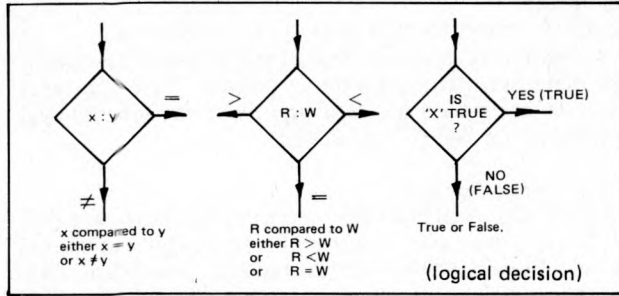 x : y
=
≠
x compared to y
either x = y
or x ≠ y
>
R : W
<
=
R compared to W
either R > W
or R < W
or R = W
IS
'X' TRUE
?
YES (TRUE)
NO
(FALSE)
True or False.
(logical decision)